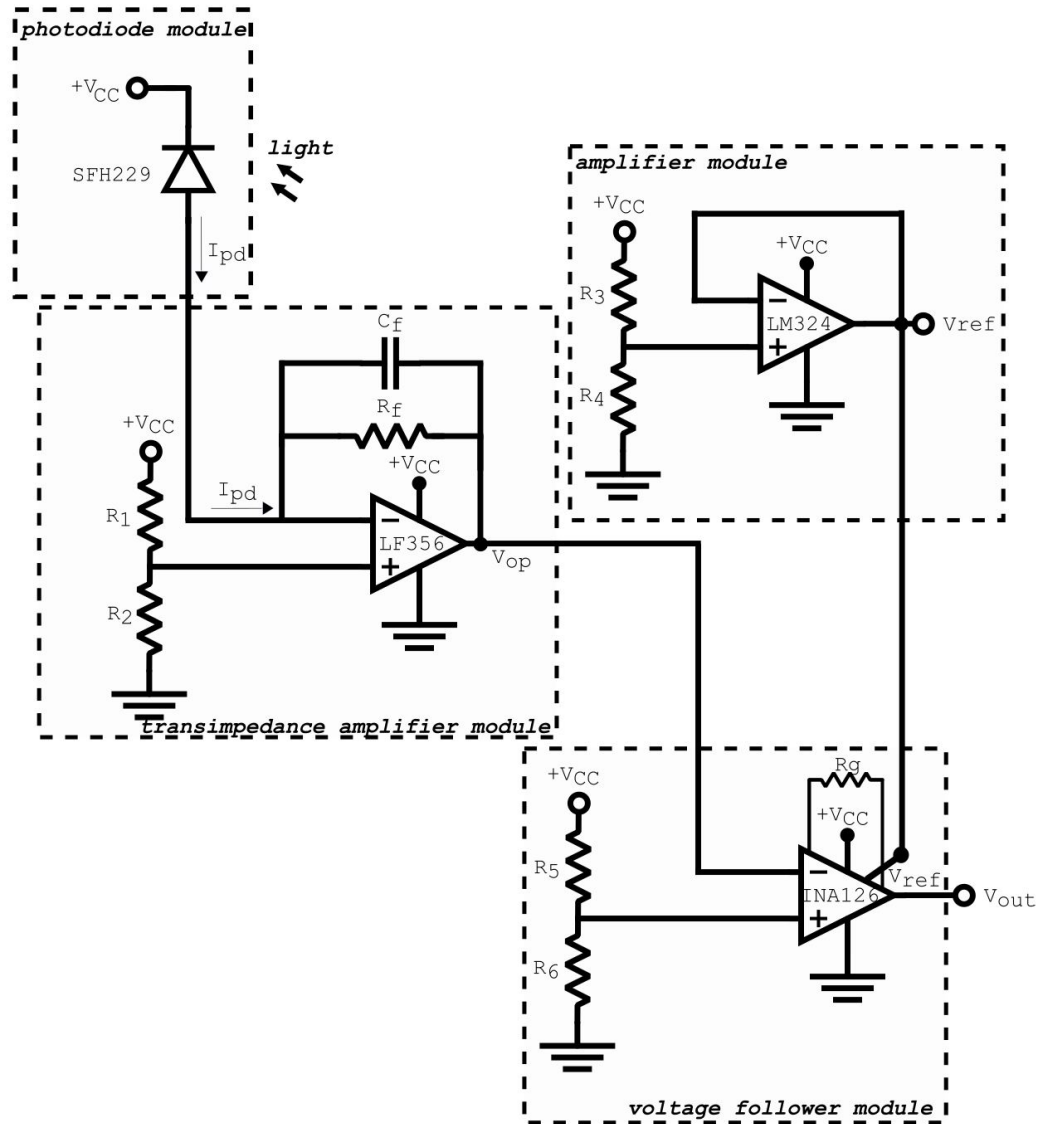 photodiode module
+VCC
SFH229
light
Ipd
amplifier module
+VCC
+VCC
R3
LM324
Vref
R4
Cf
Rf
+VCC
+VCC
Ipd
R1
LF356
Vop
R2
transimpedance amplifier module
+VCC
Rg
+VCC
R5
Vref
INA126
Vout
R6
voltage follower module